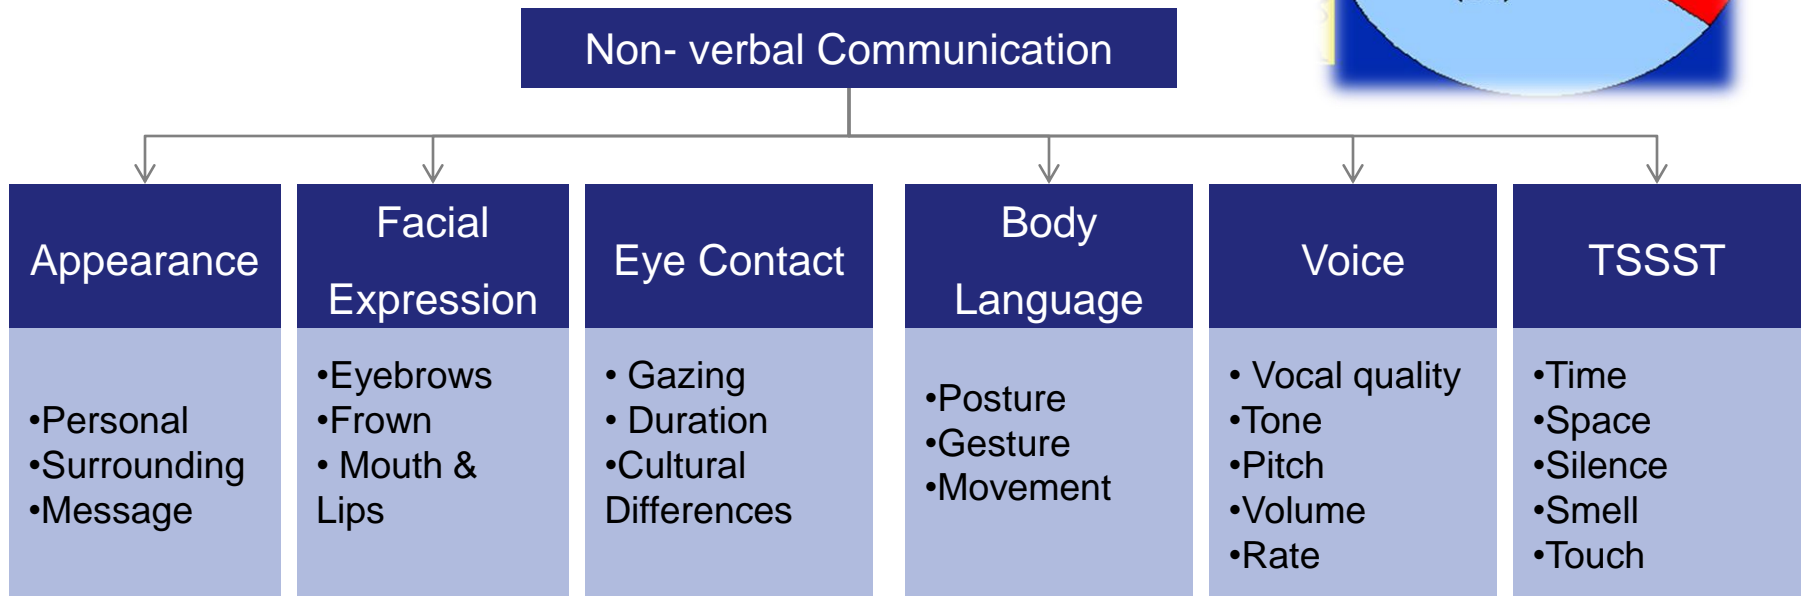 Non- verbal Communication
Appearance
Facial
Expression
Eye Contact
Body
Language
Voice
TSSST
•Personal
•Surrounding
•Message
•Eyebrows
•Frown
• Mouth &
Lips
• Gazing
• Duration
•Cultural
Differences
•Posture
•Gesture
•Movement
• Vocal quality
•Tone
•Pitch
•Volume
•Rate
•Time
•Space
•Silence
•Smell
•Touch